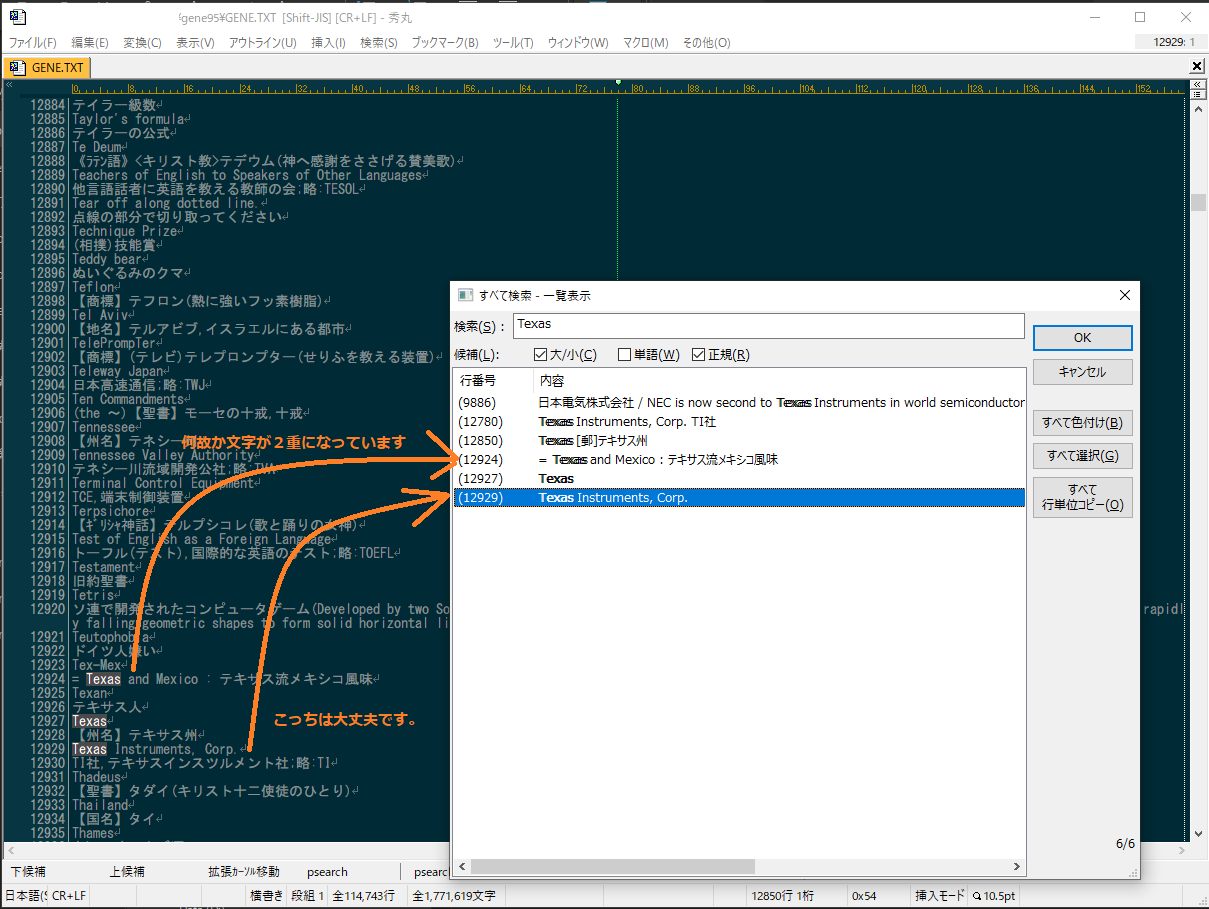 gene95¥GENE.TXT [Shift-JIS] [CR+LF] - 秀丸
ファイル(F) 編集(E) 変換(C) 表示(V) アウトライン(U) 挿入(I) 検索(S) ブックマーク(B) ツール(T) ウィンドウ(W) マクロ(M) その他(O)
12929: 1
GENE.TXT
0 8 16 24 32 40 48 56 64 72 80 88 96 104 112 120 128 136 144 152
12884 テイラー級数
12885 Taylor's formula
12886 テイラーの公式
12887 Te Deum
12888 《ﾗﾃﾝ語》<キリスト教>テデウム(神へ感謝をささげる賛美歌)
12889 Teachers of English to Speakers of Other Languages
12890 他言語話者に英語を教える教師の会;略:TESOL
12891 Tear off along dotted line.
12892 点線の部分で切り取ってください
12893 Technique Prize
12894 (相撲)技能賞
12895 Teddy bear
12896 ぬいぐるみのクマ
12897 Teflon
12898 【商標】テフロン(熱に強いフッ素樹脂)
12899 Tel Aviv
12900 【地名】テルアビブ,イスラエルにある都市
12901 TelePrompTer
12902 【商標】(テレビ)テレプロンプター(せりふを教える装置)
12903 Teleway Japan
12904 日本高速通信;略:TWJ
12905 Ten Commandments
12906 (the ～)【聖書】モーセの十戒,十戒
12907 Tennessee
12908 【州名】テネシー
12909 Tennessee Valley Authority
12910 テネシー川流域開発公社;略:TVA
12911 Terminal Control Equipment
12912 TCE,端末制御装置
12913 Terpsichore
12914 【ｷﾞﾘｼｬ神話】テルプシコレ(歌と踊りの女神)
12915 Test of English as a Foreign Language
12916 トーフル(テスト),国際的な英語のテスト;略:TOEFL
12917 Testament
12918 旧約聖書
12919 Tetris
12920 ソ連で開発されたコンピュータゲーム(Developed by two So
rapidl
y falling geometric shapes to form solid horizontal li
12921 Teutophobia
12922 ドイツ人嫌い
12923 Tex-Mex
12924 = Texas and Mexico : テキサス流メキシコ風味
12925 Texan
12926 テキサス人
12927 Texas
12928 【州名】テキサス州
12929 Texas Instruments, Corp.
12930 TI社,テキサスインスツルメント社;略:TI
12931 Thadeus
12932 【聖書】タダイ(キリスト十二使徒のひとり)
12933 Thailand
12934 【国名】タイ
12935 Thames
何故か文字が２重になっています
こっちは大丈夫です。
すべて検索 - 一覧表示
検索(S): Texas
候補(L): 大/小(C) 単語(W) 正規(R)
行番号 内容
(9886) 日本電気株式会社 / NEC is now second to Texas Instruments in world semiconductor
(12780) Texas Instruments, Corp. TI社
(12850) Texas [郵]テキサス州
(12924) = Texas and Mexico : テキサス流メキシコ風味
(12927) Texas
(12929) Texas Instruments, Corp.
OK
キャンセル
すべて色付け(B)
すべて選択(G)
すべて
行単位コピー(O)
6/6
下候補 上候補 拡張ｶｰｿﾙ移動 psearch psearc
日本語(S CR+LF 横書き 段組 1 全114,743行 全1,771,619文字 12850行 1桁 0x54 挿入モード 10.5pt